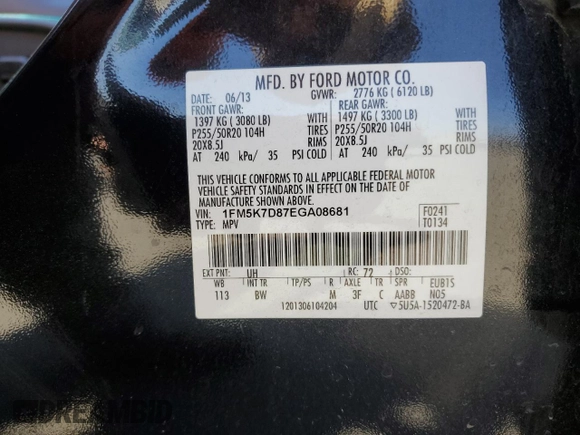 MFD. BY FORD MOTOR CO.
DATE: 06/13 GVWR: 2776 KG ( 6120 LB)
FRONT GAWR: REAR GAWR:
1397 KG ( 3080 LB) WITH 1497 KG ( 3300 LB) WITH
P255/50R20 104H TIRES P255/50R20 104H TIRES
20X8.5J RIMS 20X8.5J RIMS
AT 240 kPa/ 35 PSI COLD AT 240 kPa/ 35 PSI COLD
THIS VEHICLE CONFORMS TO ALL APPLICABLE FEDERAL MOTOR
VEHICLE SAFETY STANDARDS IN EFFECT ON THE DATE OF
MANUFACTURE SHOWN ABOVE.
VIN: 1FM5K7D87EGA08681 F0241
TYPE: MPV T0134
EXT PNT: UH RC: 72 DSO:
WB INT TR TP/PS R AXLE TR SPR EUBTS
113 BW M 3F C AABB N05
1201306104204 UTC ▽5U5A-1520472-BA
DREAMBID